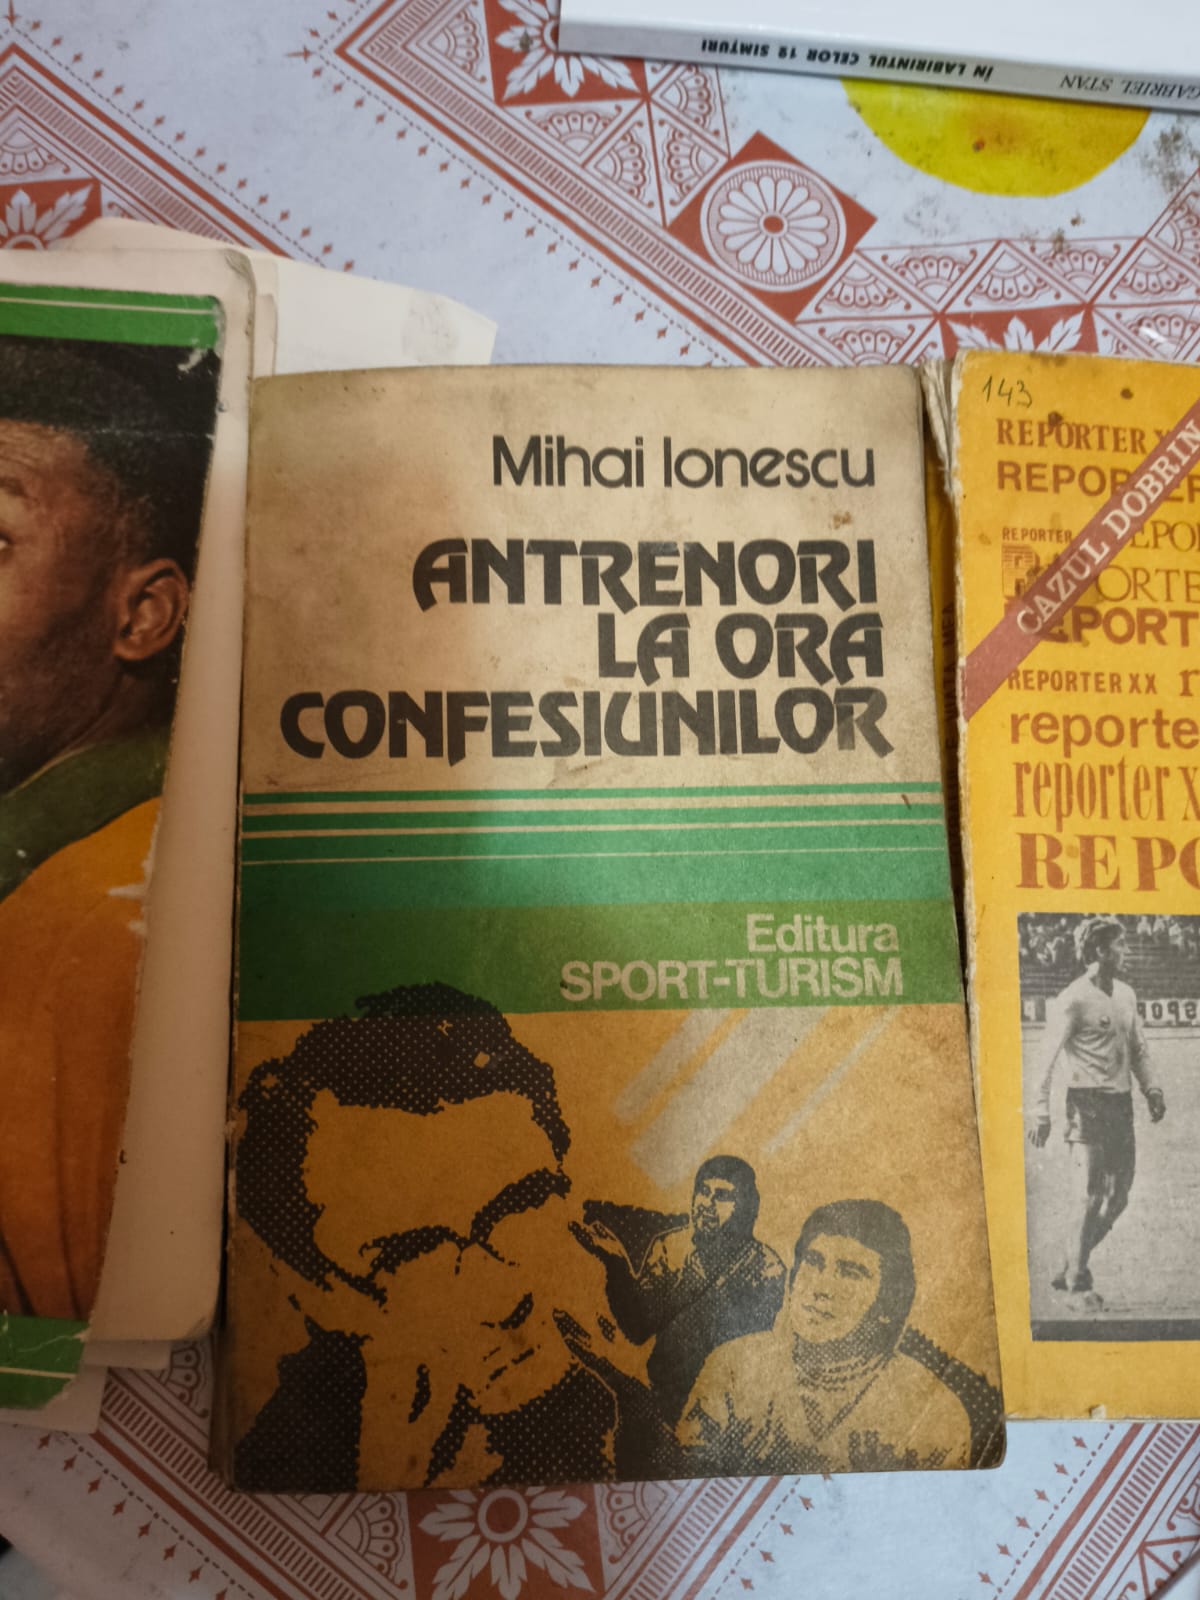 GABRIEL STAN ÎN LABIRINTUL CELOR 12 SIMȚURI
Mihai Ionescu
ANTRENORI
LA ORA
CONFESIUNILOR
Editura
SPORT-TURISM
143
REPORTER
CAZUL DOBRIN
REPORTER
REPORTER XX
reporte
reporter X
REPO